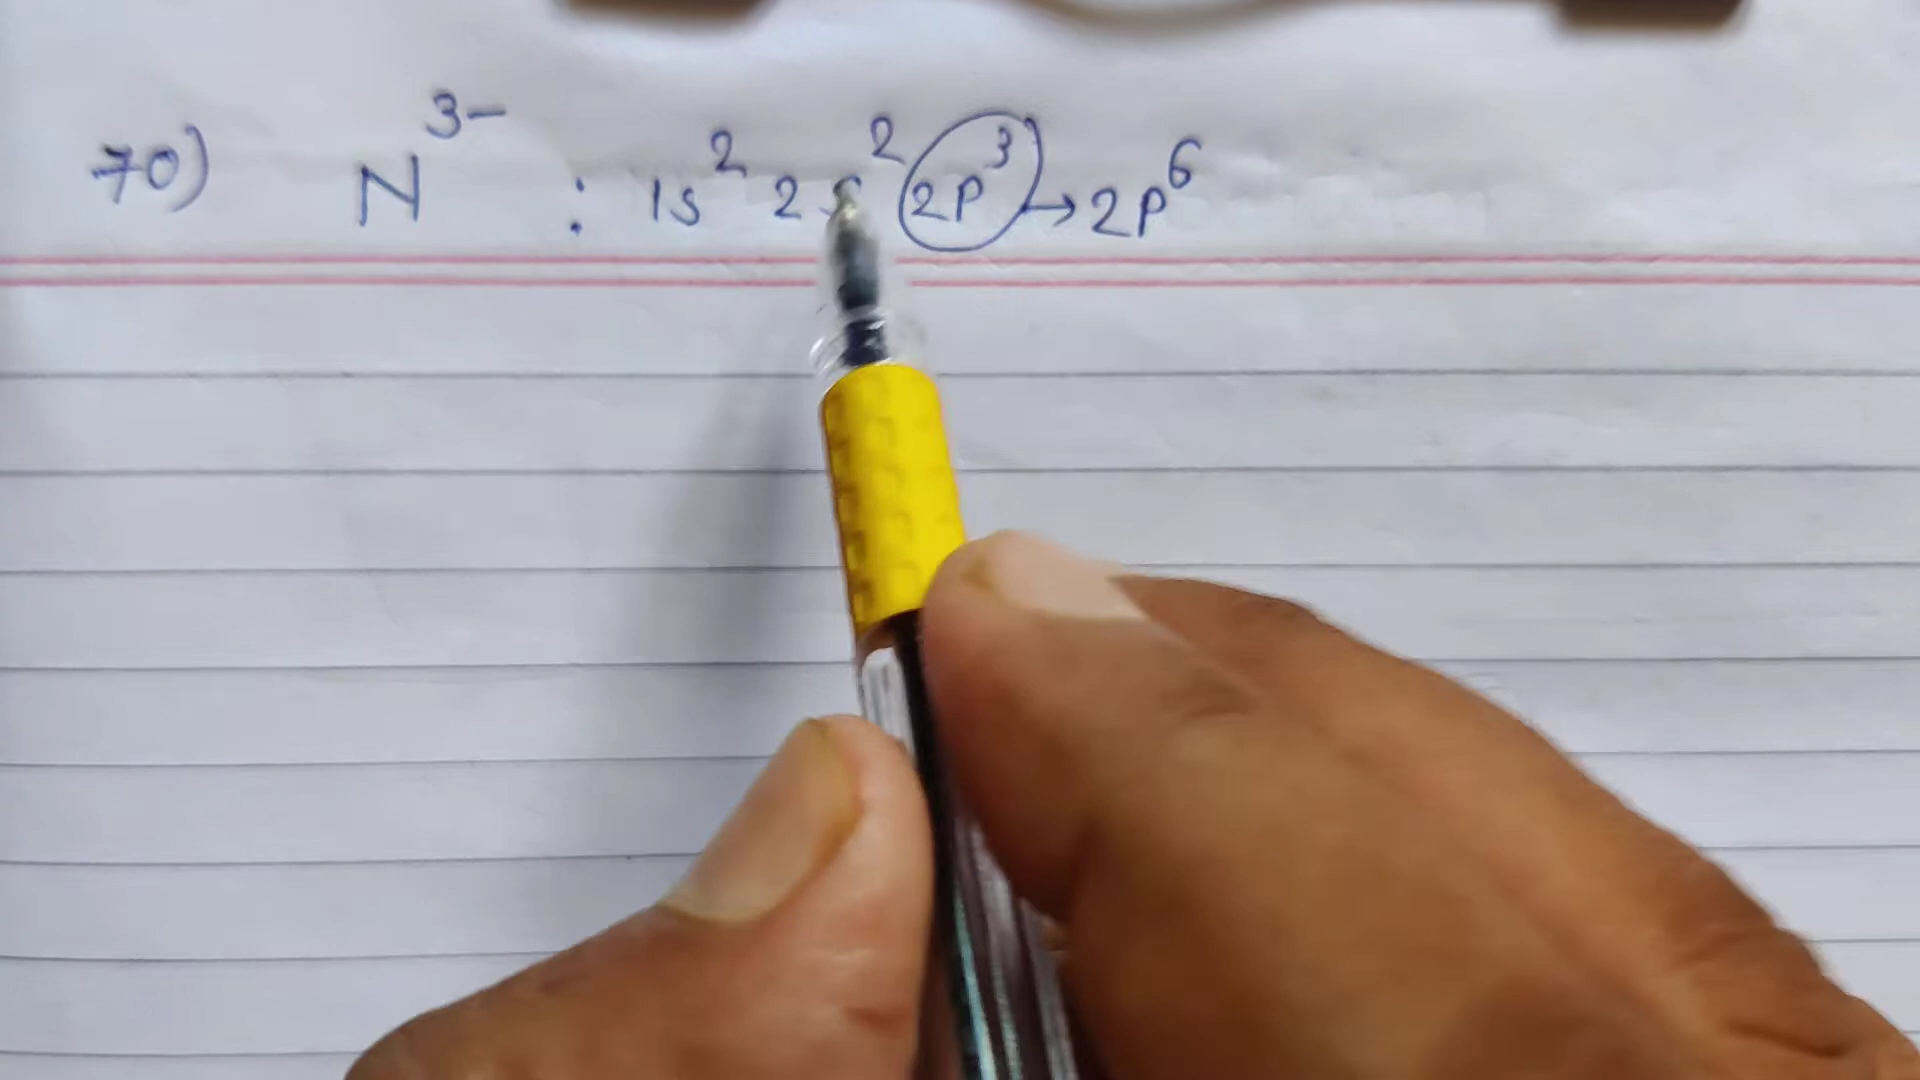 70) N³⁻ : 1s² 2s² 2p³ → 2p⁶